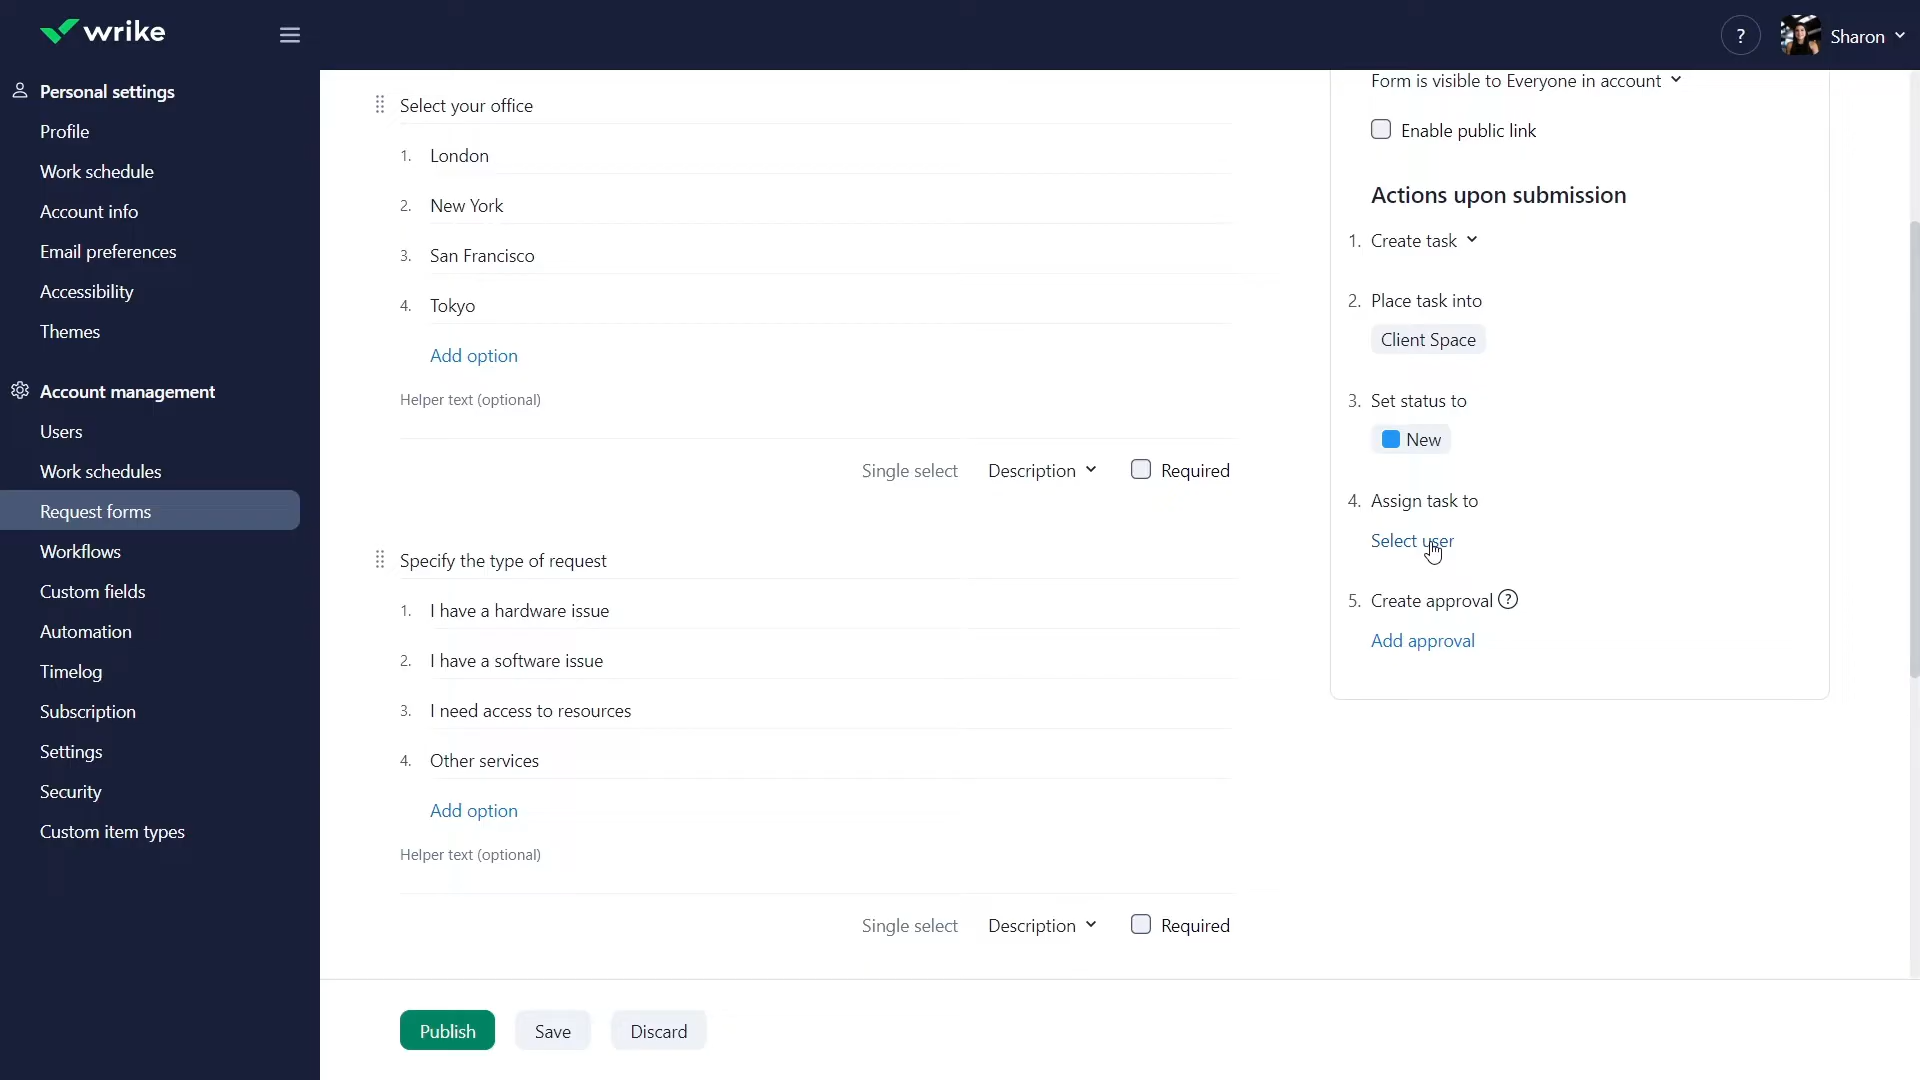 wrike
? Sharon
Personal settings
Profile
Work schedule
Account info
Email preferences
Accessibility
Themes
Account management
Users
Work schedules
Request forms
Workflows
Custom fields
Automation
Timelog
Subscription
Settings
Security
Custom item types
Select your office
1. London
2. New York
3. San Francisco
4. Tokyo
Add option
Helper text (optional)
Single select Description Required
Specify the type of request
1. I have a hardware issue
2. I have a software issue
3. I need access to resources
4. Other services
Add option
Helper text (optional)
Single select Description Required
Form is visible to Everyone in account
Enable public link
Actions upon submission
1. Create task
2. Place task into
Client Space
3. Set status to
New
4. Assign task to
Select user
5. Create approval ?
Add approval
Publish Save Discard